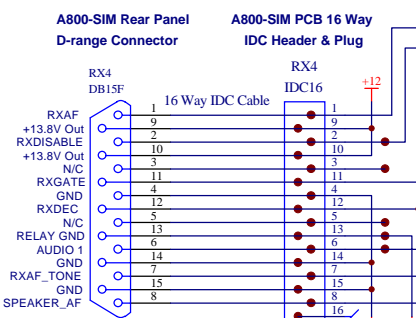 A800-SIM Rear Panel A800-SIM PCB 16 Way
D-range Connector IDC Header & Plug
RX4 RX4
DB15F IDC16 +12
16 Way IDC Cable
RXAF 1 1
+13.8V Out 9 9
RXDISABLE 2 2
+13.8V Out 10 10
N/C 3 3
RXGATE 11 11
GND 4 4
RXDEC 12 12
N/C 5 5
RELAY GND 13 13
AUDIO 1 6 6
GND 14 14
RXAF_TONE 7 7
GND 15 15
SPEAKER_AF 8 8
16